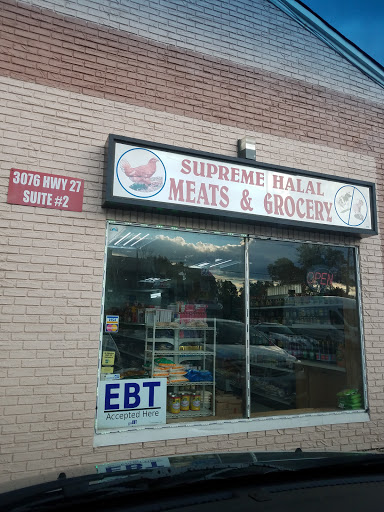 SUPREME HALAL
MEATS & GROCERY
3076 HWY 27
SUITE #2
OPEN
EBT
Accepted Here